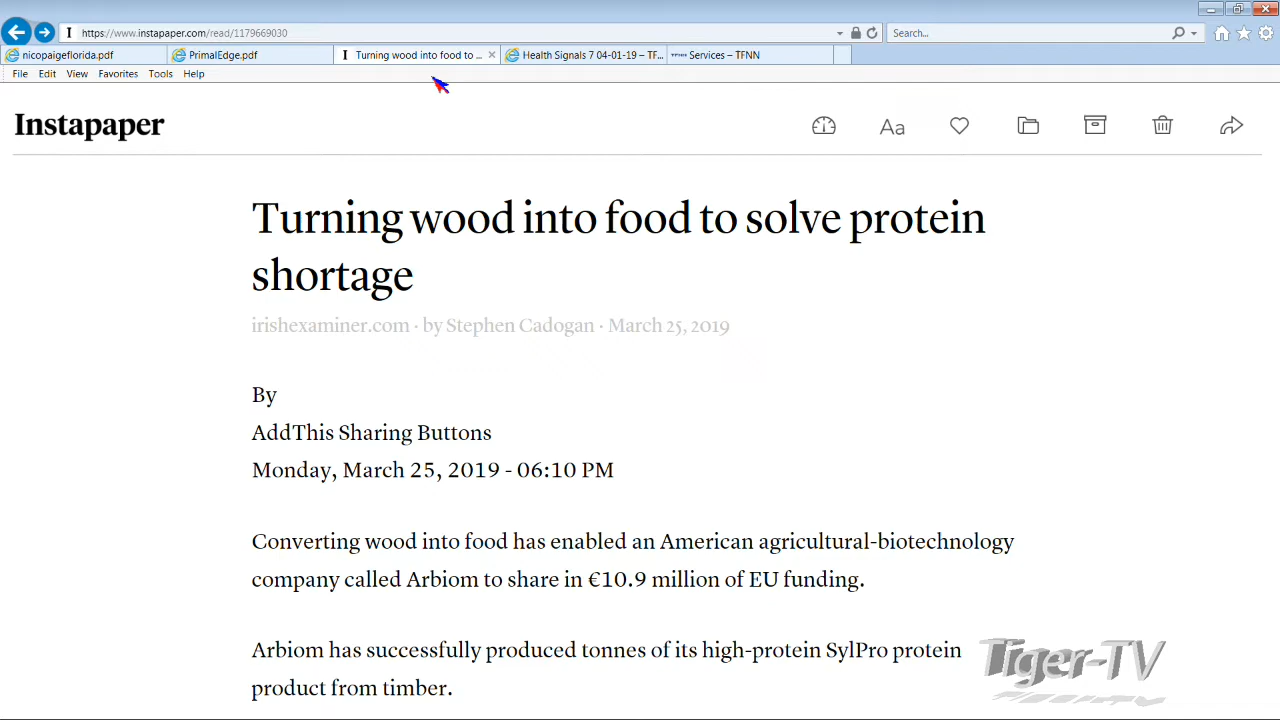 https://www.instapaper.com/read/1179669030
Search...
nicopaigeflorida.pdf
PrimalEdge.pdf
Turning wood into food to ...
Health Signals 7 04-01-19 – TF...
TFNN Services – TFNN
File Edit View Favorites Tools Help
Instapaper
Aa
Turning wood into food to solve protein
shortage
irishexaminer.com · by Stephen Cadogan · March 25, 2019
By
AddThis Sharing Buttons
Monday, March 25, 2019 - 06:10 PM
Converting wood into food has enabled an American agricultural-biotechnology
company called Arbiom to share in €10.9 million of EU funding.
Arbiom has successfully produced tonnes of its high-protein SylPro protein
product from timber.
Tiger-TV